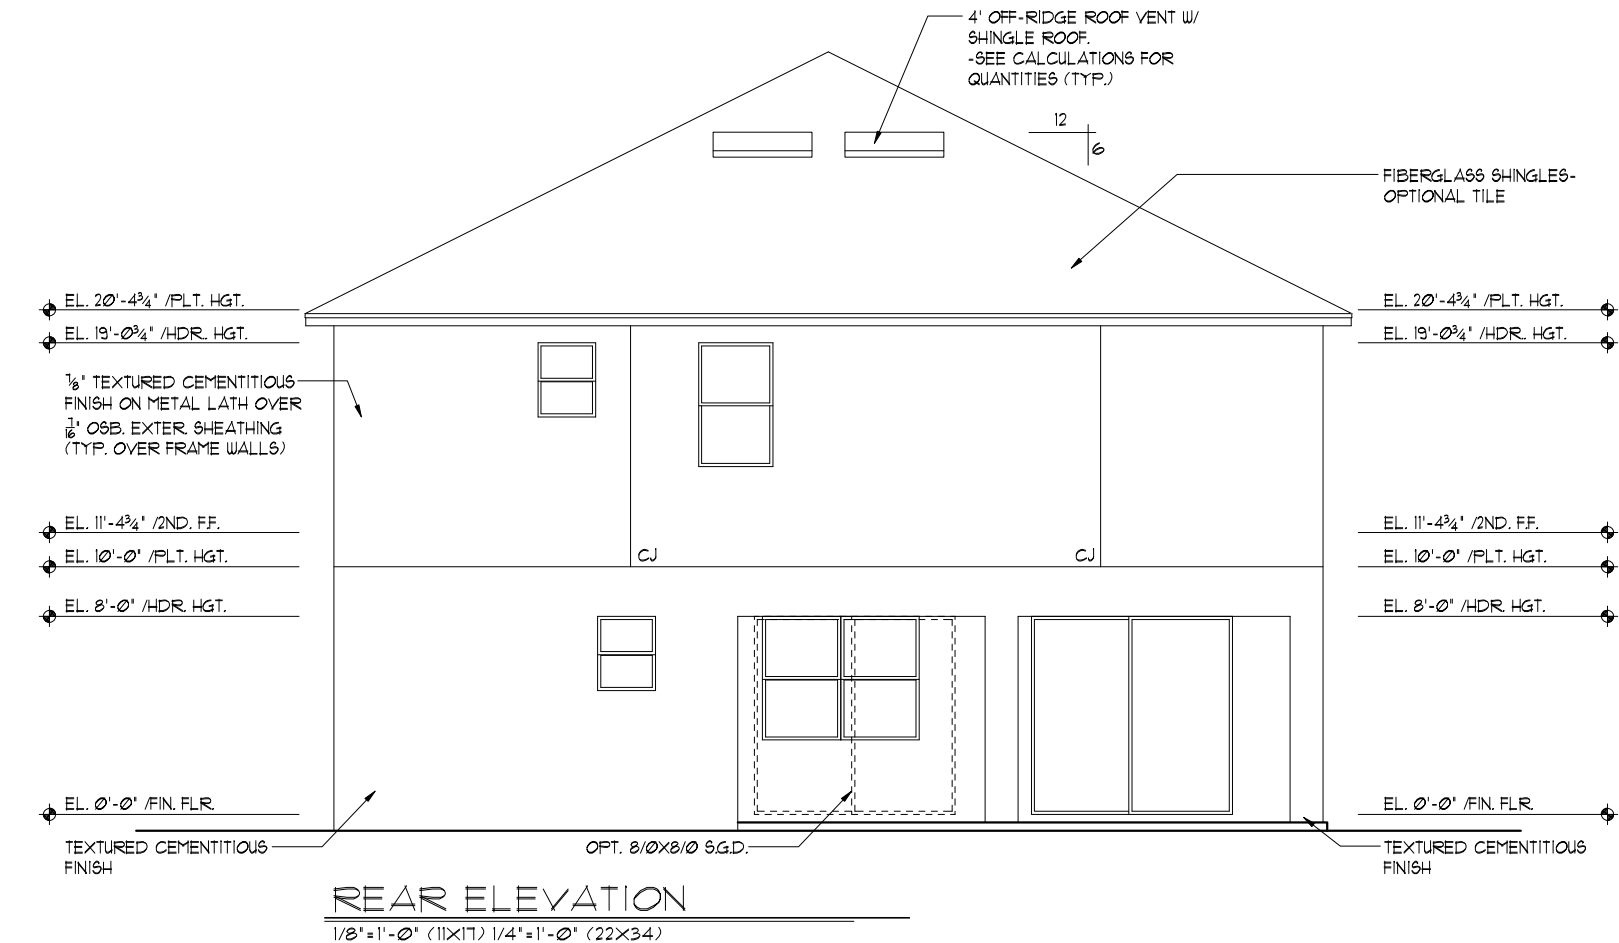 4' OFF-RIDGE ROOF VENT W/
SHINGLE ROOF.
-SEE CALCULATIONS FOR
QUANTITIES (TYP.)
12
6
FIBERGLASS SHINGLES-
OPTIONAL TILE
EL. 20'-4¾" /PLT. HGT.
EL. 19'-0¾" /HDR. HGT.
EL. 20'-4¾" /PLT. HGT.
EL. 19'-0¾" /HDR. HGT.
⅞" TEXTURED CEMENTITIOUS
FINISH ON METAL LATH OVER
7/16" OSB. EXTER. SHEATHING
(TYP. OVER FRAME WALLS)
EL. 11'-4¾" /2ND. F.F.
EL. 10'-0" /PLT. HGT.
EL. 8'-0" /HDR. HGT.
CJ
CJ
EL. 11'-4¾" /2ND. F.F.
EL. 10'-0" /PLT. HGT.
EL. 8'-0" /HDR. HGT.
EL. 0'-0" /FIN. FLR.
EL. 0'-0" /FIN. FLR.
TEXTURED CEMENTITIOUS
FINISH
OPT. 8/0X8/0 S.G.D.
TEXTURED CEMENTITIOUS
FINISH
REAR ELEVATION
1/8"=1'-0" (11X17) 1/4"=1'-0" (22X34)